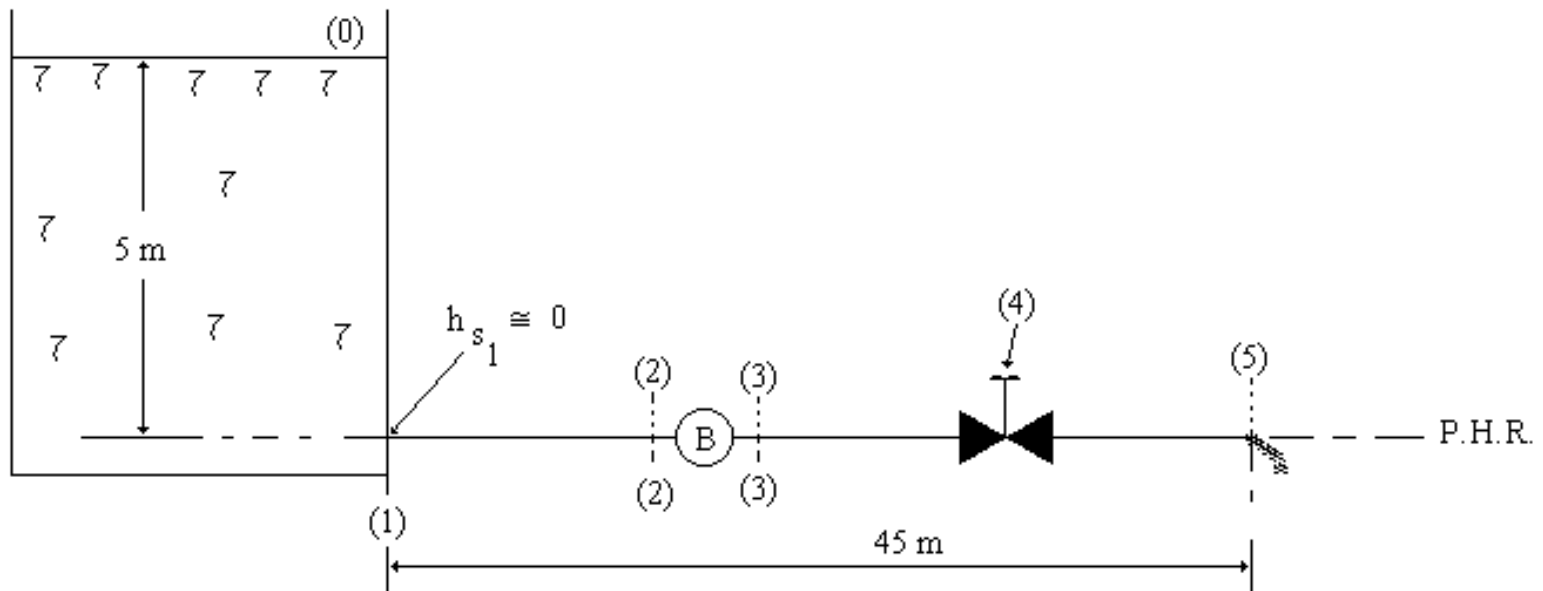 (0)
5 m
h s 1 ≅ 0
(4)
(2)
(3)
(5)
B
P.H.R.
(2)
(3)
(1)
45 m